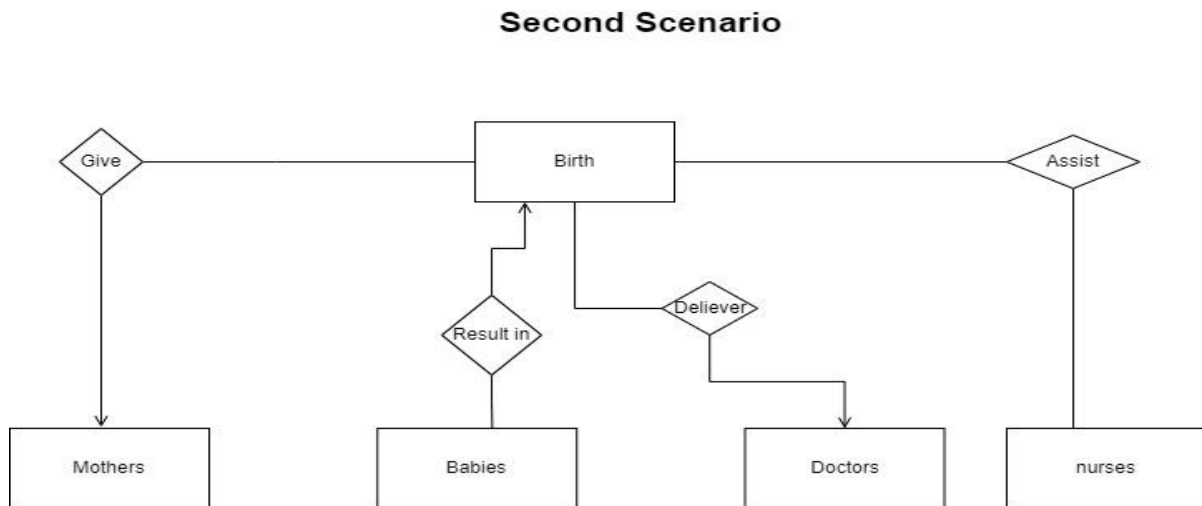 Second Scenario
Give
Birth
Assist
Deliever
Result in
Mothers
Babies
Doctors
nurses